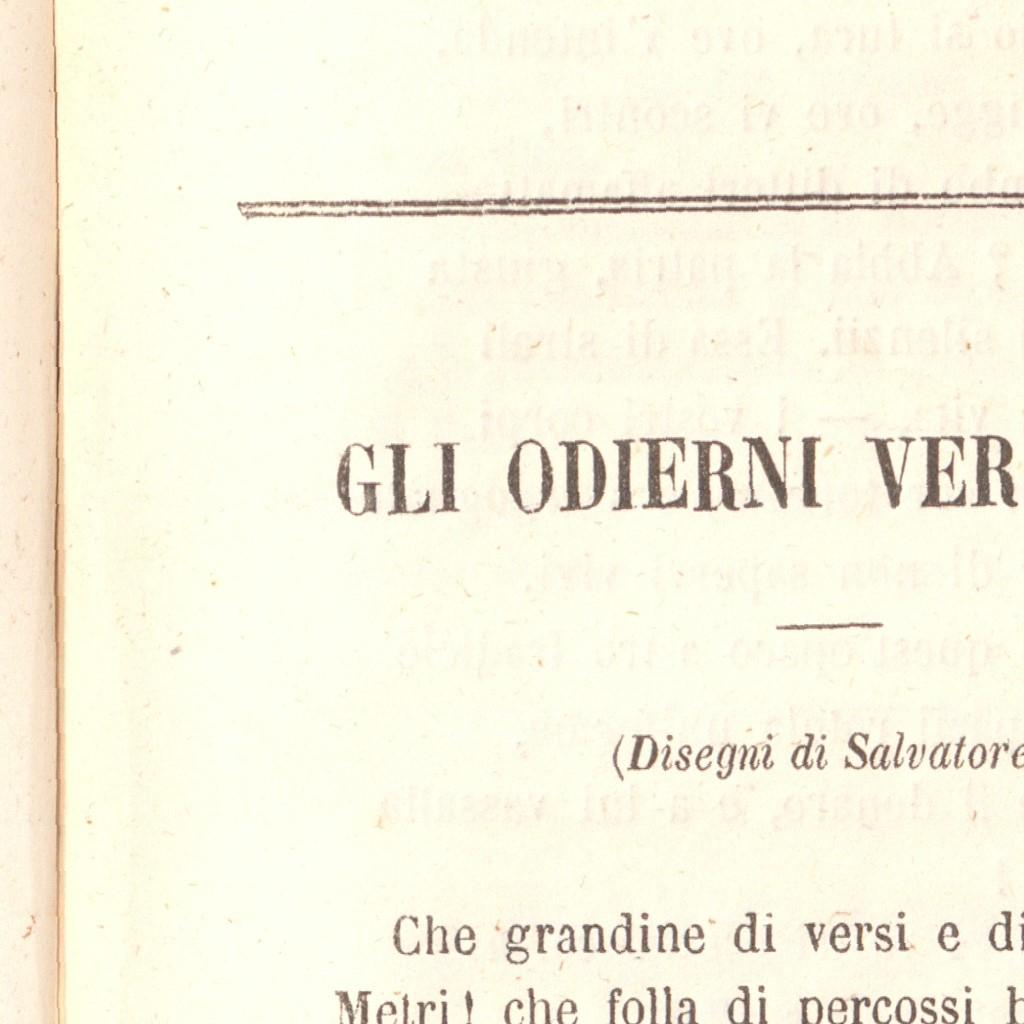 GLI ODIERNI VER
(Disegni di Salvatore
Che grandine di versi e di
Metri! che folla di percossi